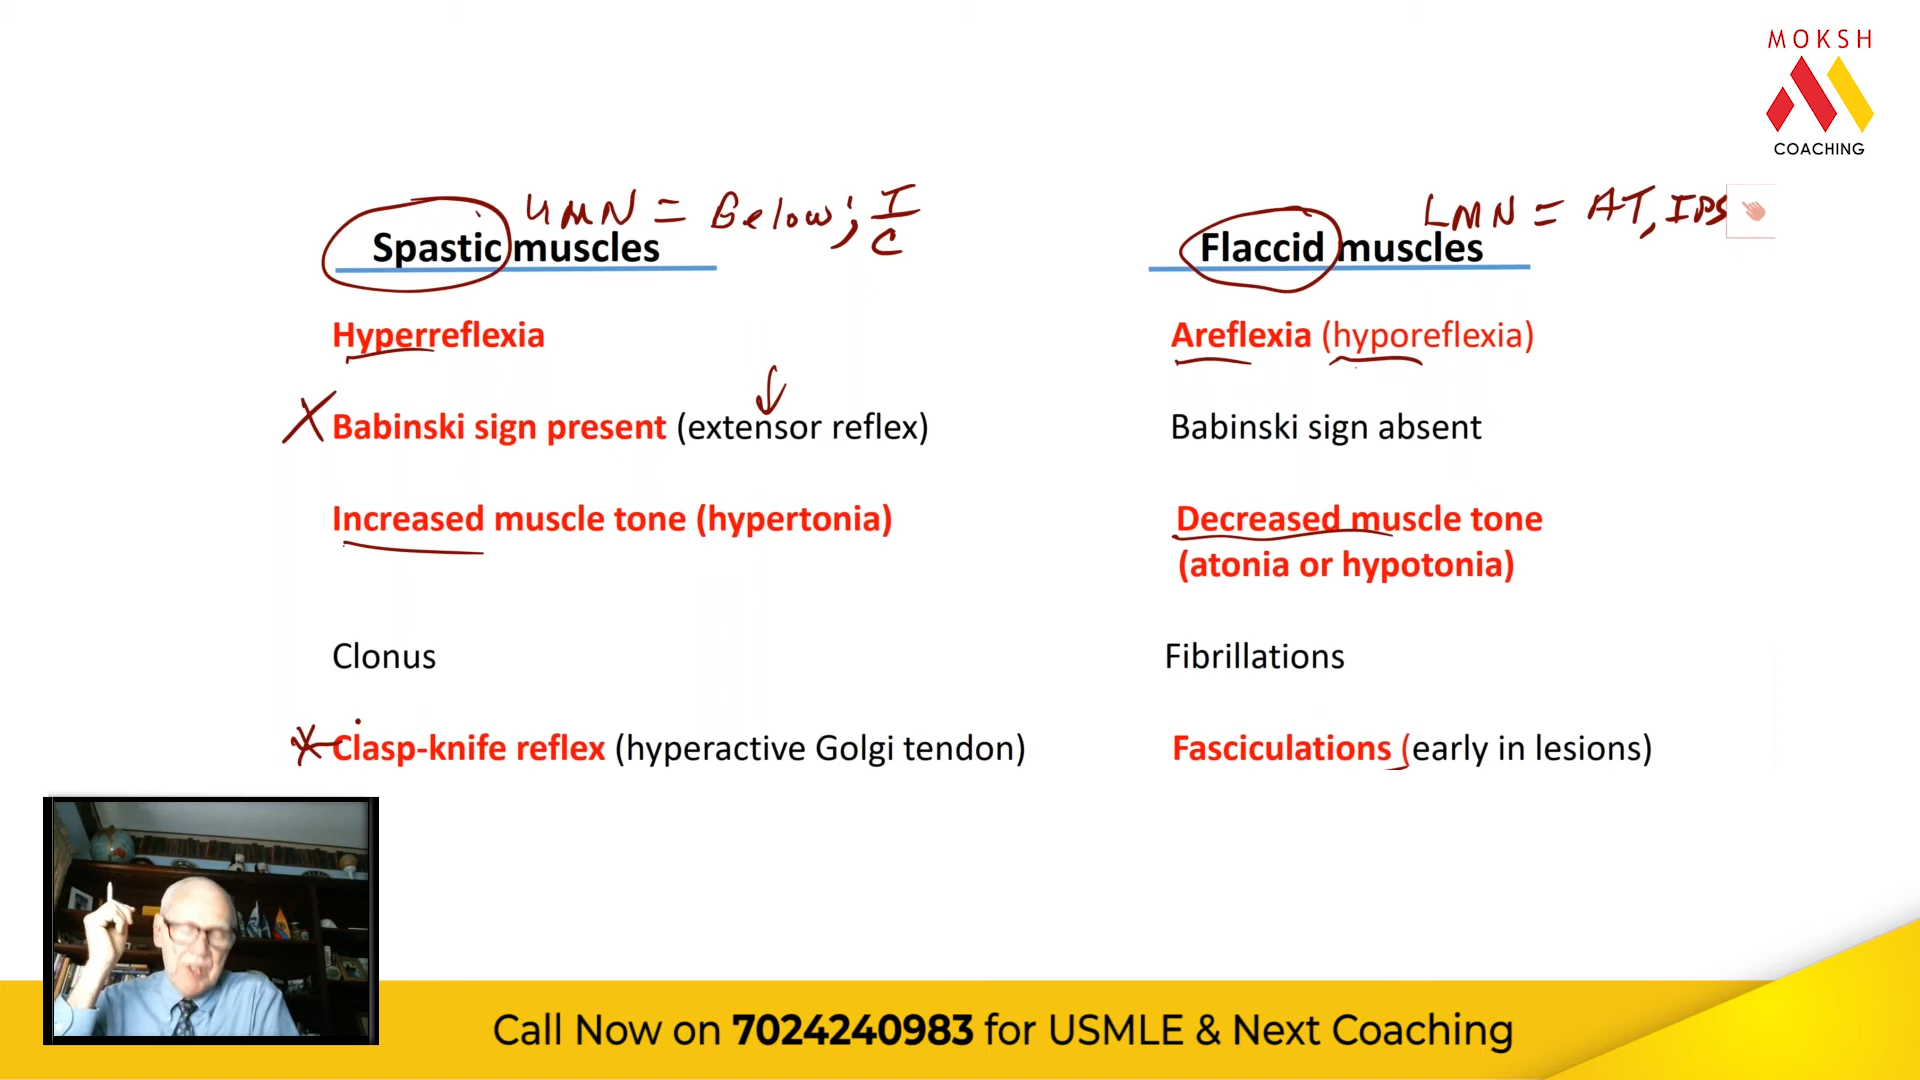 MOKSH
COACHING
UMN = Below; I/C
Spastic muscles
Hyperreflexia
Babinski sign present (extensor reflex)
Increased muscle tone (hypertonia)
Clonus
Clasp-knife reflex (hyperactive Golgi tendon)
LMN = AT, IPS
Flaccid muscles
Areflexia (hyporeflexia)
Babinski sign absent
Decreased muscle tone
(atonia or hypotonia)
Fibrillations
Fasciculations (early in lesions)
Call Now on 7024240983 for USMLE & Next Coaching